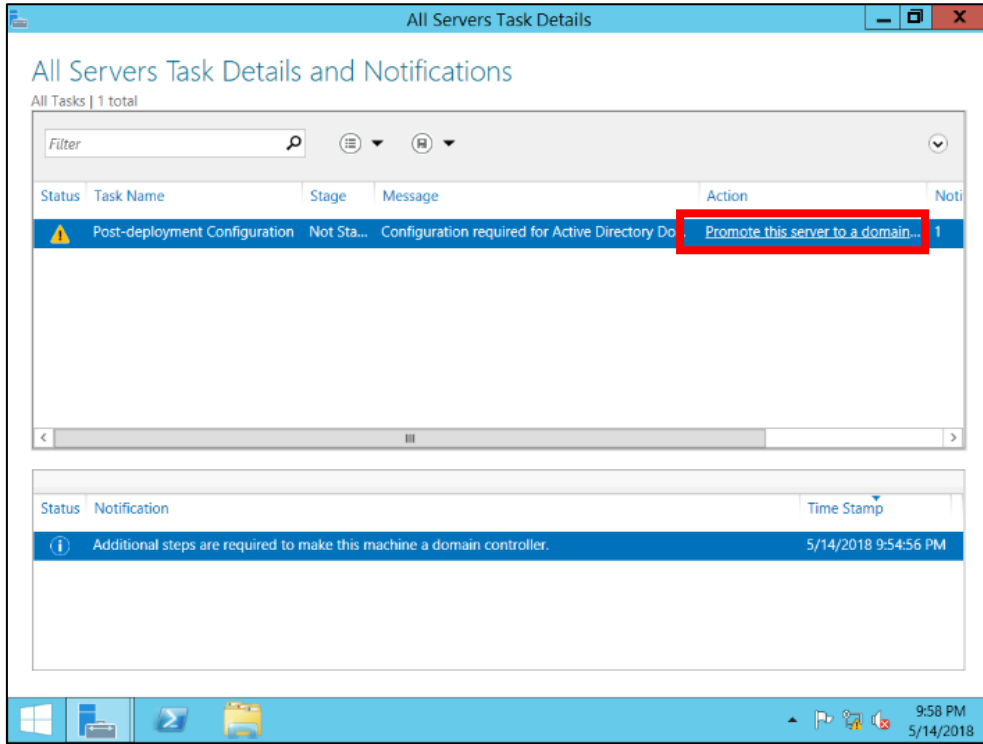 All Servers Task Details
All Servers Task Details and Notifications
All Tasks | 1 total
Filter
Status Task Name Stage Message Action Noti
Post-deployment Configuration Not Sta... Configuration required for Active Directory Do... Promote this server to a domain... 1
Status Notification Time Stamp
Additional steps are required to make this machine a domain controller. 5/14/2018 9:54:56 PM
9:58 PM
5/14/2018